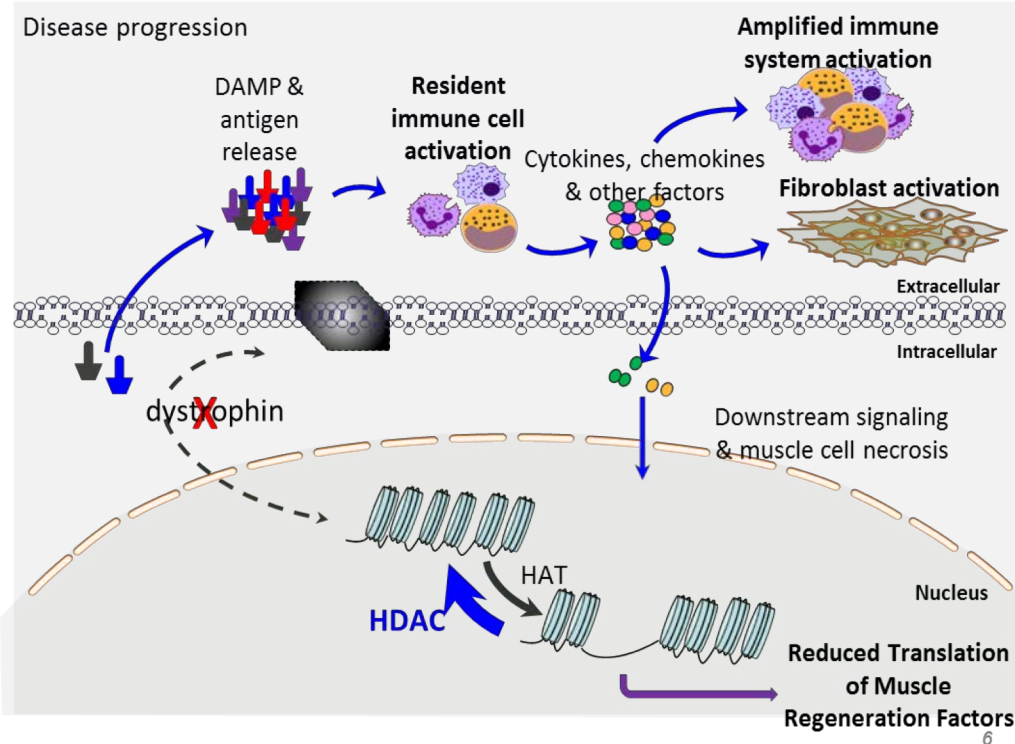 Disease progression
Amplified immune
system activation
DAMP &
antigen
release
Resident
immune cell
activation
Cytokines, chemokines
& other factors
Fibroblast activation
Extracellular
Intracellular
dystrophin
X
Downstream signaling
& muscle cell necrosis
HAT
Nucleus
HDAC
Reduced Translation
of Muscle
Regeneration Factors
6